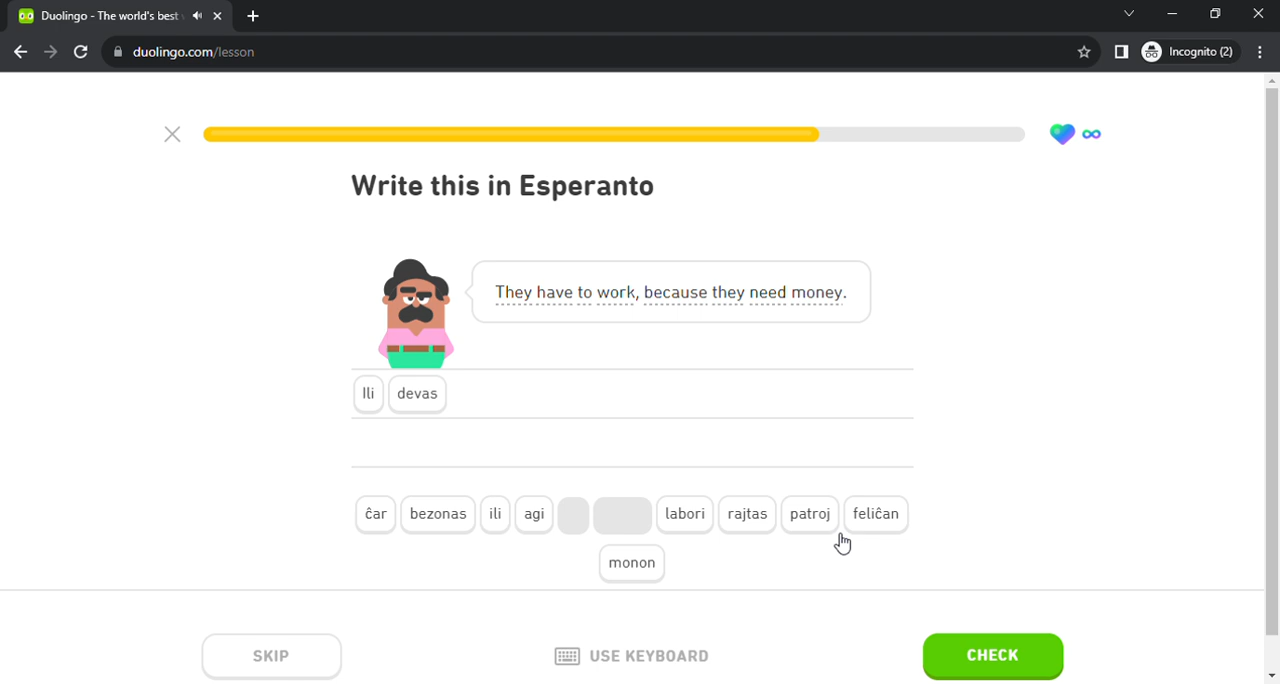 Duolingo - The world's best
duolingo.com/lesson
Incognito (2)
Write this in Esperanto
They have to work, because they need money.
Ili devas
ĉar bezonas ili agi labori rajtas patroj feliĉan
monon
SKIP
USE KEYBOARD
CHECK